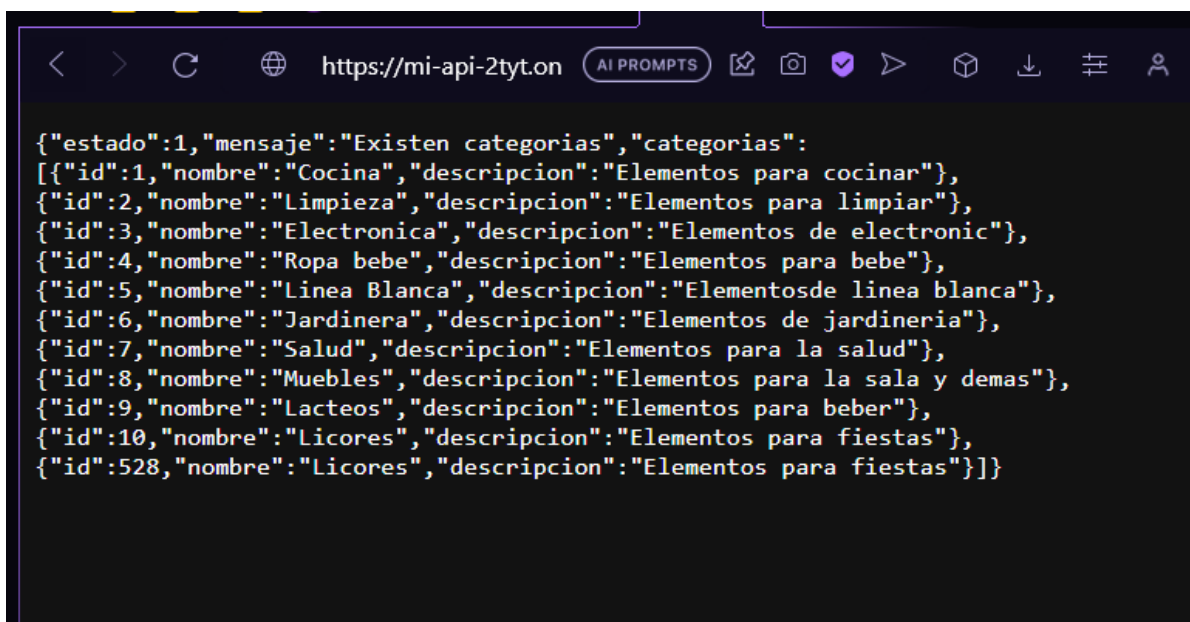 https://mi-api-2tyt.on AI PROMPTS
{"estado":1,"mensaje":"Existen categorias","categorias":
[{"id":1,"nombre":"Cocina","descripcion":"Elementos para cocinar"},
{"id":2,"nombre":"Limpieza","descripcion":"Elementos para limpiar"},
{"id":3,"nombre":"Electronica","descripcion":"Elementos de electronic"},
{"id":4,"nombre":"Ropa bebe","descripcion":"Elementos para bebe"},
{"id":5,"nombre":"Linea Blanca","descripcion":"Elementosde linea blanca"},
{"id":6,"nombre":"Jardinera","descripcion":"Elementos de jardineria"},
{"id":7,"nombre":"Salud","descripcion":"Elementos para la salud"},
{"id":8,"nombre":"Muebles","descripcion":"Elementos para la sala y demas"},
{"id":9,"nombre":"Lacteos","descripcion":"Elementos para beber"},
{"id":10,"nombre":"Licores","descripcion":"Elementos para fiestas"},
{"id":528,"nombre":"Licores","descripcion":"Elementos para fiestas"}]}